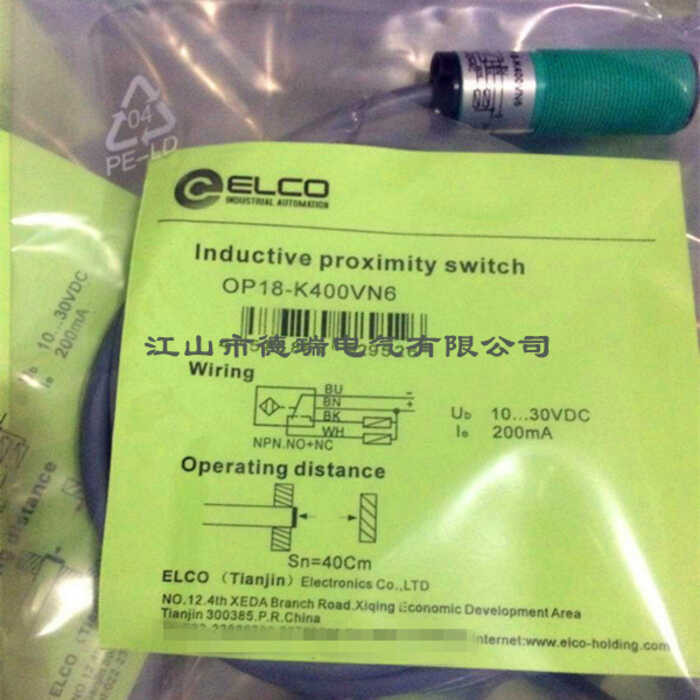 04
PE-LD
K400VN6
ELCO
INDUSTRIAL AUTOMATION
Inductive proximity switch
OP18-K400VN6
江山市德瑞电气有限公司
Wiring
BU
BN
BK
WH
- 
+
NPN.NO+NC
Ub 10...30VDC
Ie 200mA
Operating distance
Sn=40Cm
ELCO (Tianjin) Electronics Co.,LTD
NO.12.4th XEDA Branch Road.Xiqing Economic Development Area
Tianjin 300385.P.R.China
Internet:www.elco-holding.com
Ub 10...30VDC
Ie 200mA
distance